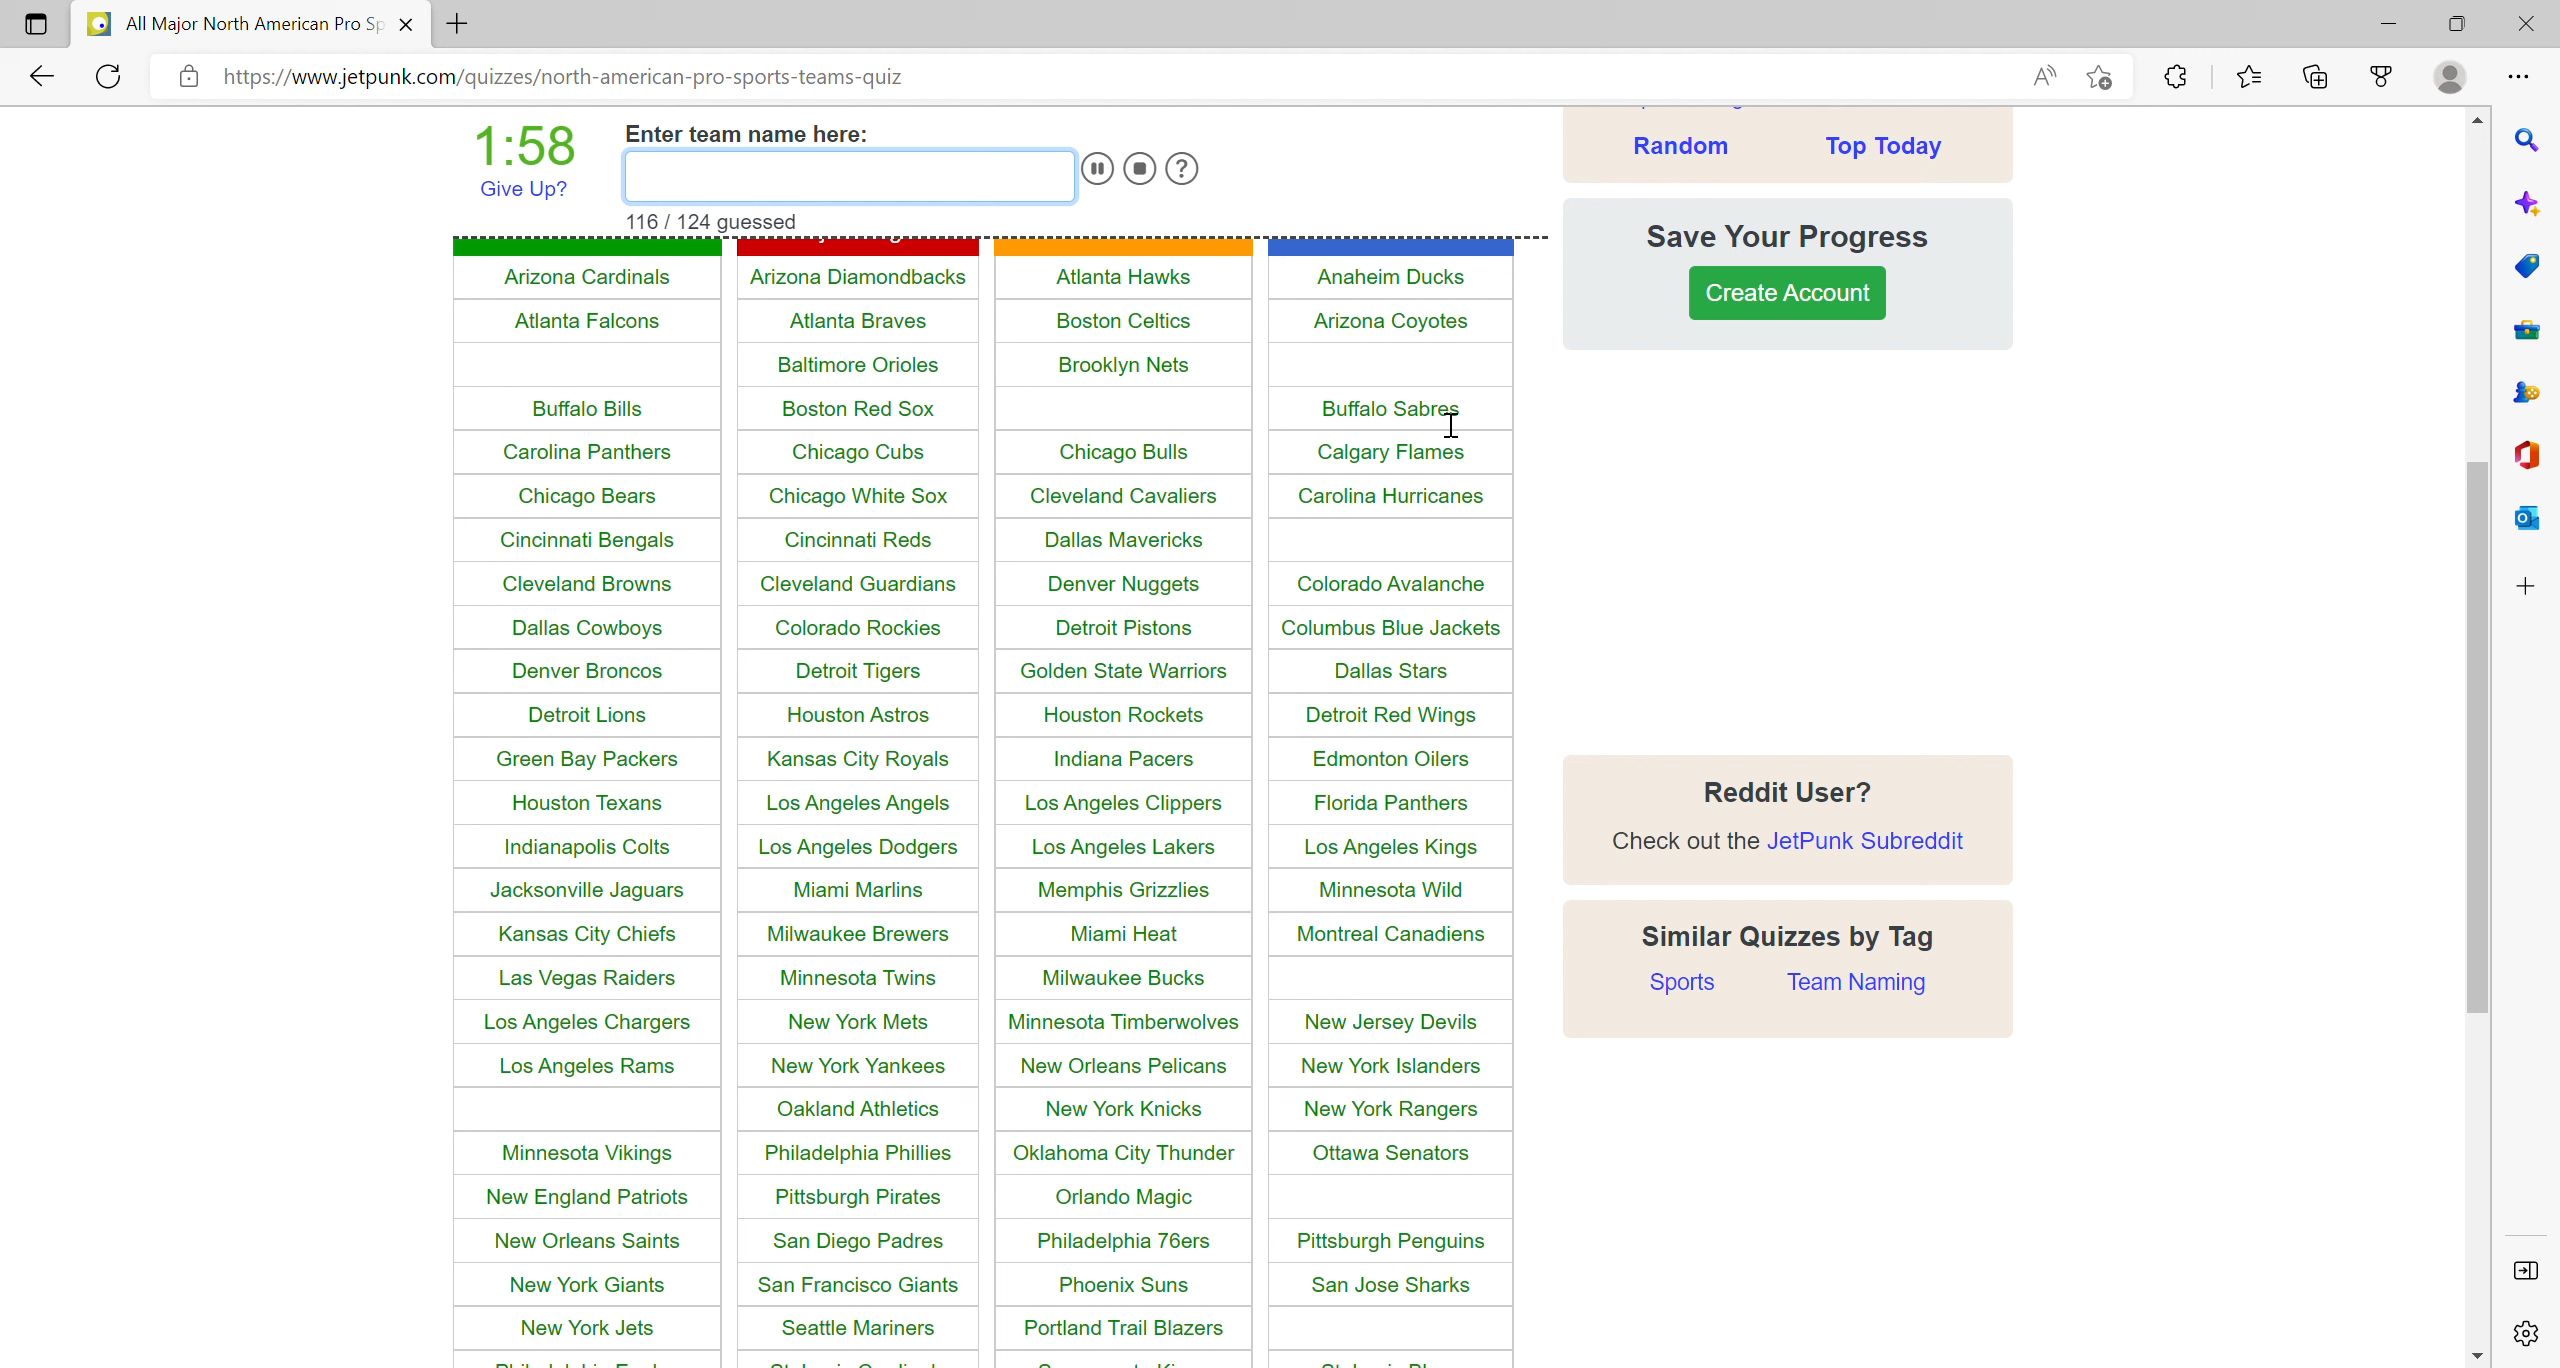 All Major North American Pro Sp
https://www.jetpunk.com/quizzes/north-american-pro-sports-teams-quiz
1:58
Give Up?
Enter team name here:
116 / 124 guessed
Arizona Cardinals Arizona Diamondbacks Atlanta Hawks Anaheim Ducks
Atlanta Falcons Atlanta Braves Boston Celtics Arizona Coyotes
Baltimore Orioles Brooklyn Nets
Buffalo Bills Boston Red Sox Buffalo Sabres
Carolina Panthers Chicago Cubs Chicago Bulls Calgary Flames
Chicago Bears Chicago White Sox Cleveland Cavaliers Carolina Hurricanes
Cincinnati Bengals Cincinnati Reds Dallas Mavericks
Cleveland Browns Cleveland Guardians Denver Nuggets Colorado Avalanche
Dallas Cowboys Colorado Rockies Detroit Pistons Columbus Blue Jackets
Denver Broncos Detroit Tigers Golden State Warriors Dallas Stars
Detroit Lions Houston Astros Houston Rockets Detroit Red Wings
Green Bay Packers Kansas City Royals Indiana Pacers Edmonton Oilers
Houston Texans Los Angeles Angels Los Angeles Clippers Florida Panthers
Indianapolis Colts Los Angeles Dodgers Los Angeles Lakers Los Angeles Kings
Jacksonville Jaguars Miami Marlins Memphis Grizzlies Minnesota Wild
Kansas City Chiefs Milwaukee Brewers Miami Heat Montreal Canadiens
Las Vegas Raiders Minnesota Twins Milwaukee Bucks
Los Angeles Chargers New York Mets Minnesota Timberwolves New Jersey Devils
Los Angeles Rams New York Yankees New Orleans Pelicans New York Islanders
Oakland Athletics New York Knicks New York Rangers
Minnesota Vikings Philadelphia Phillies Oklahoma City Thunder Ottawa Senators
New England Patriots Pittsburgh Pirates Orlando Magic
New Orleans Saints San Diego Padres Philadelphia 76ers Pittsburgh Penguins
New York Giants San Francisco Giants Phoenix Suns San Jose Sharks
New York Jets Seattle Mariners Portland Trail Blazers
Random Top Today
Save Your Progress
Create Account
Reddit User?
Check out the JetPunk Subreddit
Similar Quizzes by Tag
Sports Team Naming